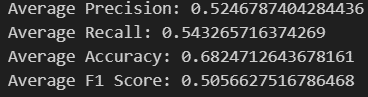 Average Precision: 0.5246787404284436
Average Recall: 0.543265716374269
Average Accuracy: 0.6824712643678161
Average F1 Score: 0.5056627516786468